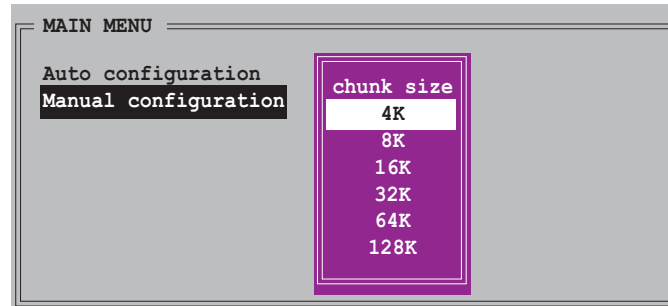 MAIN MENU
Auto configuration
Manual configuration
chunk size
4K
8K
16K
32K
64K
128K